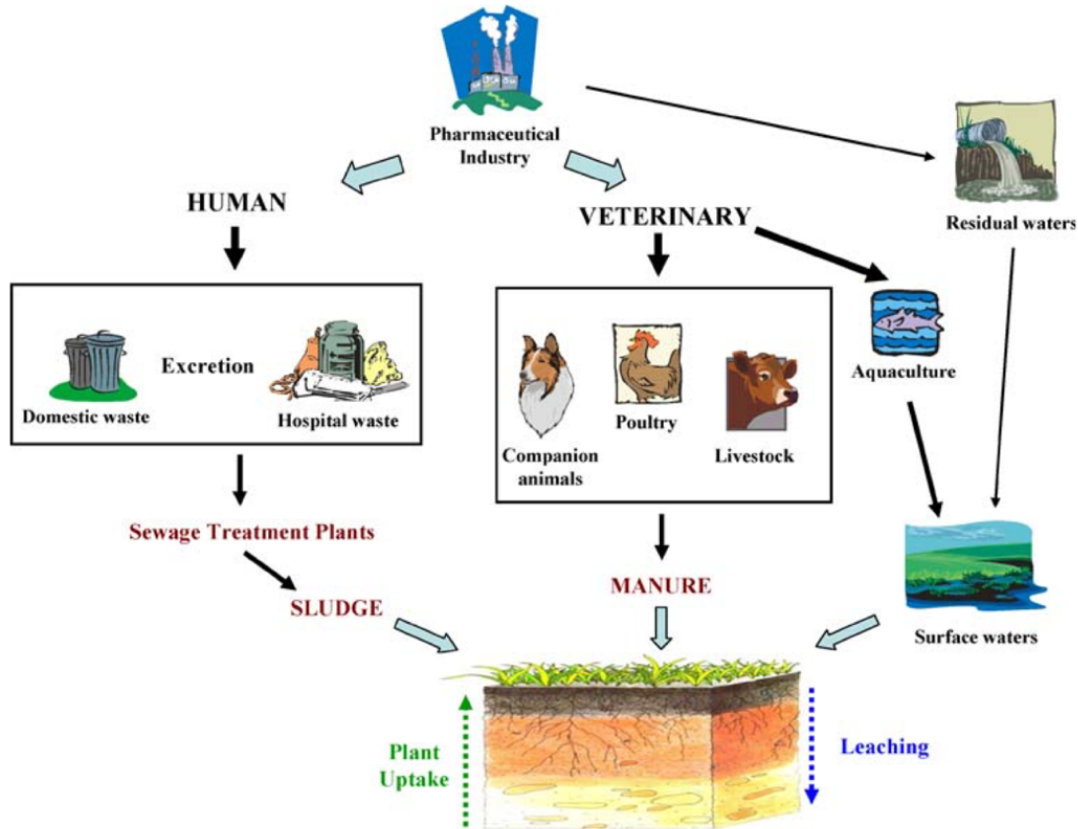 Pharmaceutical
Industry
HUMAN
VETERINARY
Residual waters
Domestic waste
Excretion
Hospital waste
Companion
animals
Poultry
Livestock
Aquaculture
Sewage Treatment Plants
SLUDGE
MANURE
Surface waters
Plant
Uptake
Leaching